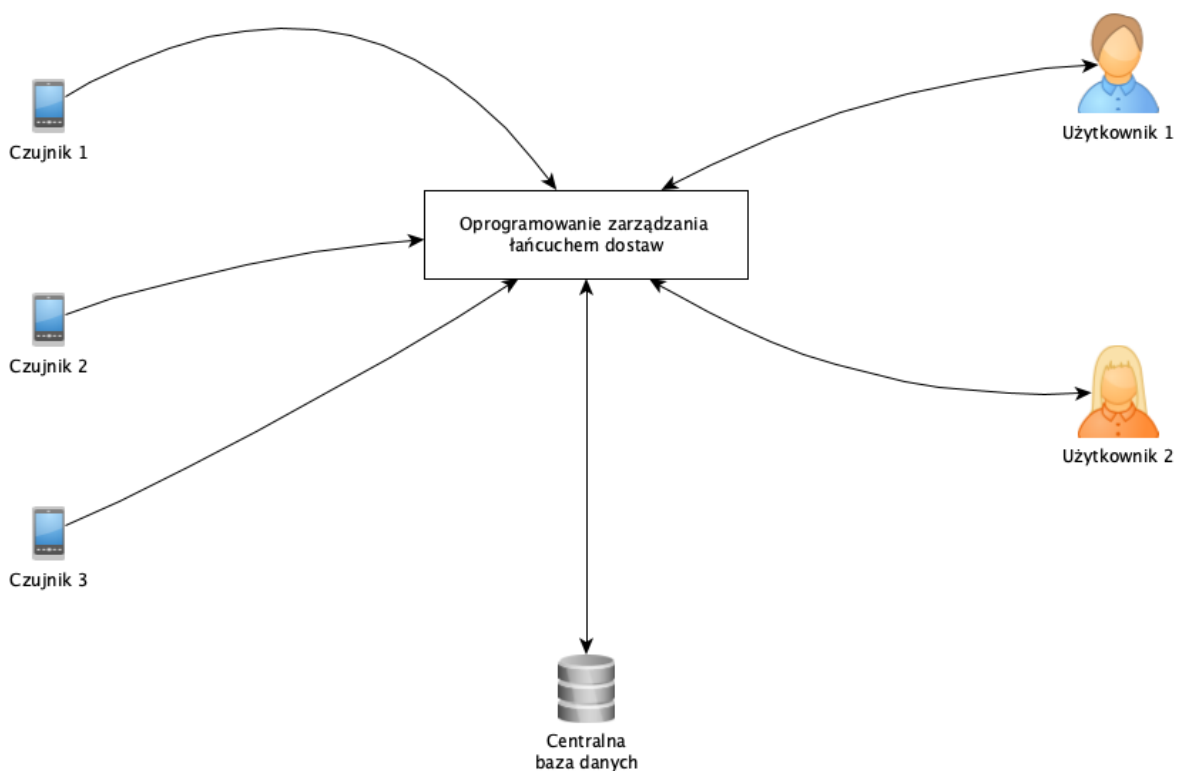 Czujnik 1
Użytkownik 1
Oprogramowanie zarządzania
łańcuchem dostaw
Czujnik 2
Użytkownik 2
Czujnik 3
Centralna
baza danych